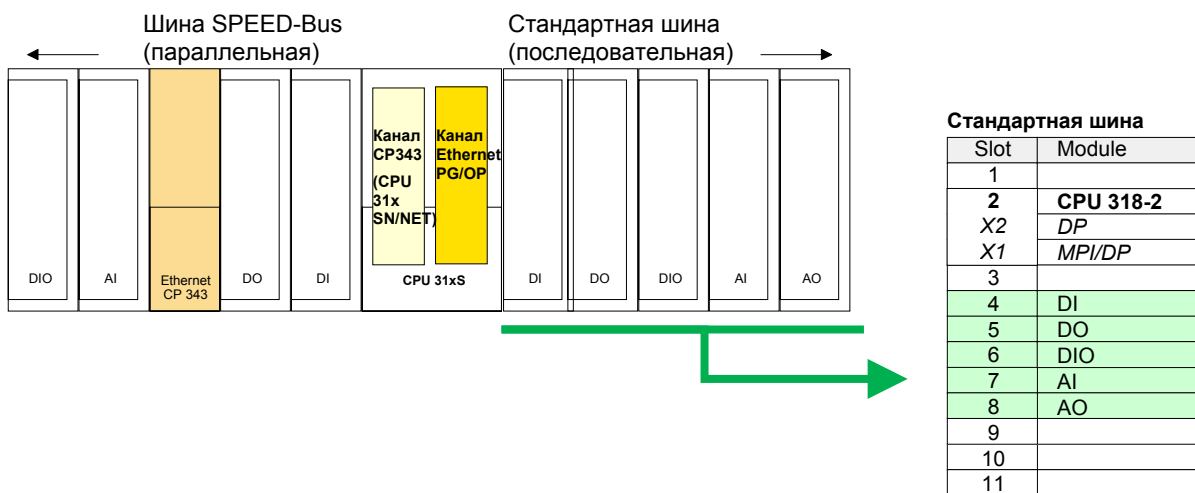 Шина SPEED-Bus
(параллельная)
Стандартная шина
(последовательная)
Канал
CP343
(CPU
31x
SN/NET)
Канал
Ethernet
PG/OP
DIO
AI
Ethernet
CP 343
DO
DI
CPU 31xS
DI
DO
DIO
AI
AO
Стандартная шина
Slot Module
1
2 CPU 318-2
X2 DP
X1 MPI/DP
3
4 DI
5 DO
6 DIO
7 AI
8 AO
9
10
11